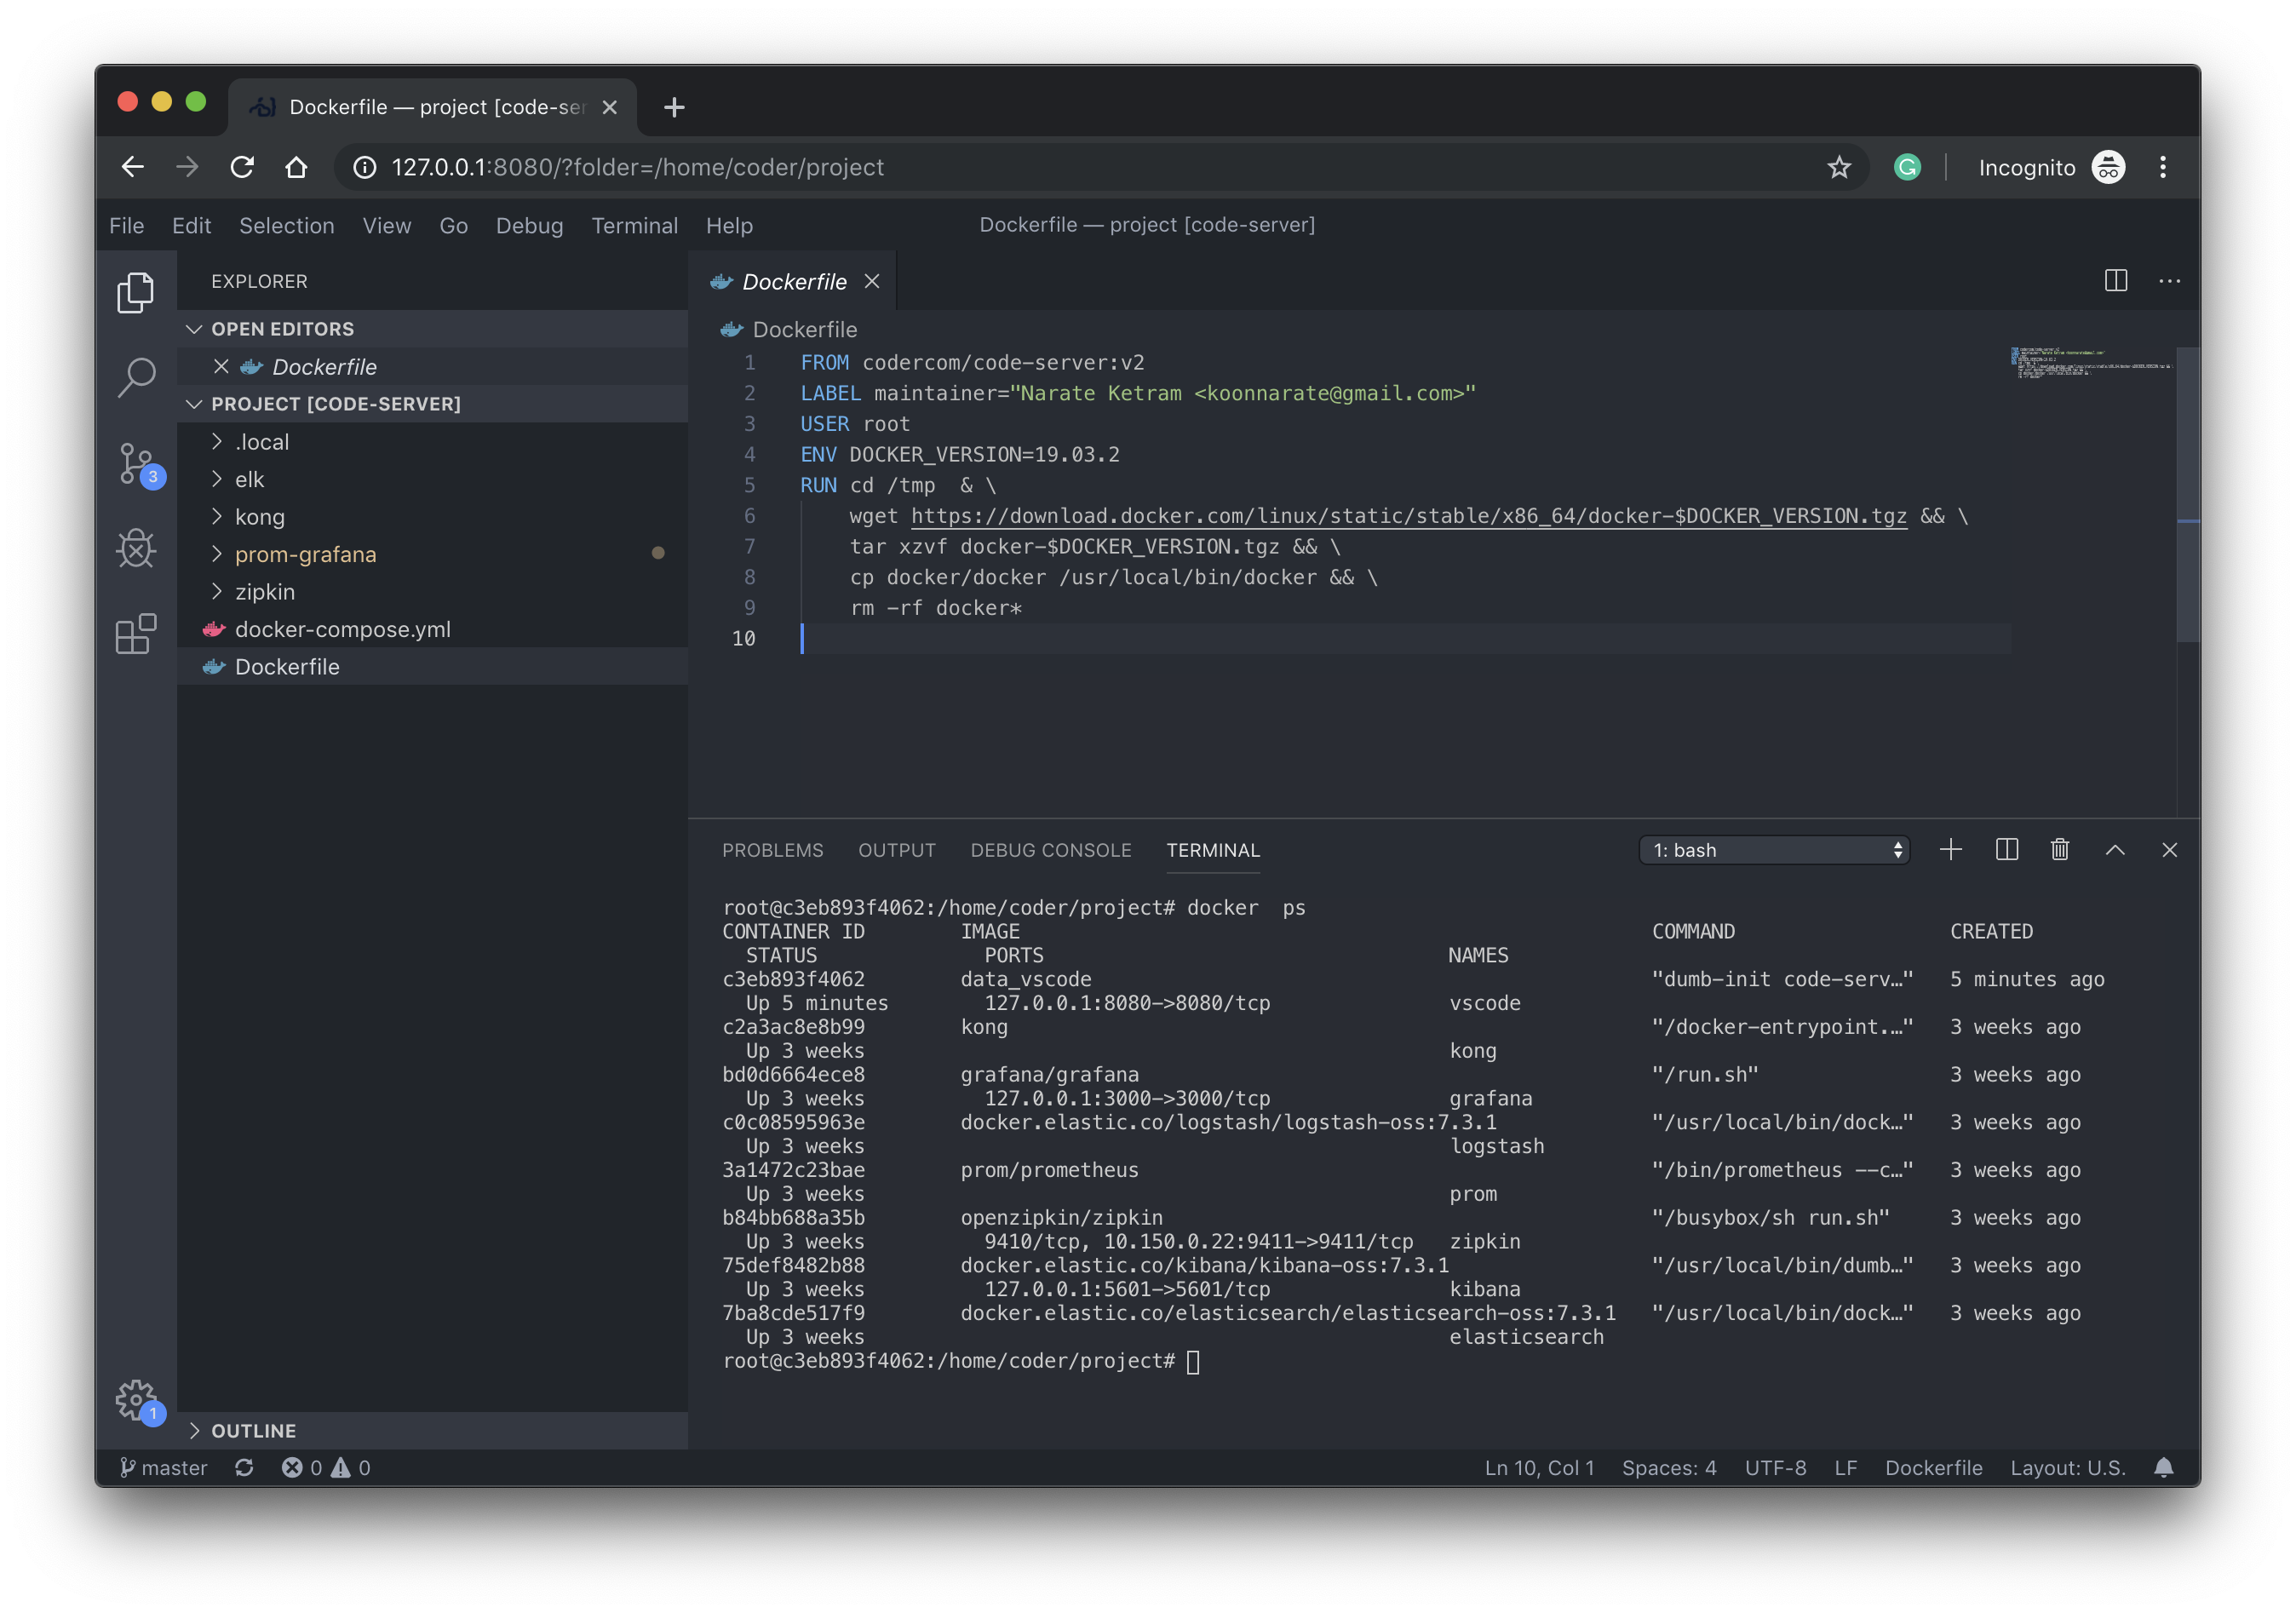 Dockerfile — project [code-ser
127.0.0.1:8080/?folder=/home/coder/project
Incognito
File Edit Selection View Go Debug Terminal Help
Dockerfile — project [code-server]
EXPLORER
OPEN EDITORS
Dockerfile
PROJECT [CODE-SERVER]
.local
elk
3
kong
prom-grafana
zipkin
docker-compose.yml
Dockerfile
OUTLINE
1
Dockerfile
Dockerfile
1 FROM codercom/code-server:v2
2 LABEL maintainer="Narate Ketram <koonnarate@gmail.com>"
3 USER root
4 ENV DOCKER_VERSION=19.03.2
5 RUN cd /tmp  & \
6     wget https://download.docker.com/linux/static/stable/x86_64/docker-$DOCKER_VERSION.tgz && \
7     tar xzvf docker-$DOCKER_VERSION.tgz && \
8     cp docker/docker /usr/local/bin/docker && \
9     rm -rf docker*
10
PROBLEMS OUTPUT DEBUG CONSOLE TERMINAL
1: bash
root@c3eb893f4062:/home/coder/project# docker  ps
CONTAINER ID        IMAGE                                                     COMMAND                  CREATED
  STATUS              PORTS                                  NAMES
c3eb893f4062        data_vscode                                               "dumb-init code-serv…"   5 minutes ago
  Up 5 minutes        127.0.0.1:8080->8080/tcp               vscode
c2a3ac8e8b99        kong                                                      "/docker-entrypoint.…"   3 weeks ago
  Up 3 weeks                                                 kong
bd0d6664ece8        grafana/grafana                                           "/run.sh"                3 weeks ago
  Up 3 weeks          127.0.0.1:3000->3000/tcp               grafana
c0c08595963e        docker.elastic.co/logstash/logstash-oss:7.3.1             "/usr/local/bin/dock…"   3 weeks ago
  Up 3 weeks                                                 logstash
3a1472c23bae        prom/prometheus                                           "/bin/prometheus --c…"   3 weeks ago
  Up 3 weeks                                                 prom
b84bb688a35b        openzipkin/zipkin                                         "/busybox/sh run.sh"     3 weeks ago
  Up 3 weeks          9410/tcp, 10.150.0.22:9411->9411/tcp   zipkin
75def8482b88        docker.elastic.co/kibana/kibana-oss:7.3.1                 "/usr/local/bin/dumb…"   3 weeks ago
  Up 3 weeks          127.0.0.1:5601->5601/tcp               kibana
7ba8cde517f9        docker.elastic.co/elasticsearch/elasticsearch-oss:7.3.1   "/usr/local/bin/dock…"   3 weeks ago
  Up 3 weeks                                                 elasticsearch
root@c3eb893f4062:/home/coder/project#
master 0 0 Ln 10, Col 1 Spaces: 4 UTF-8 LF Dockerfile Layout: U.S.